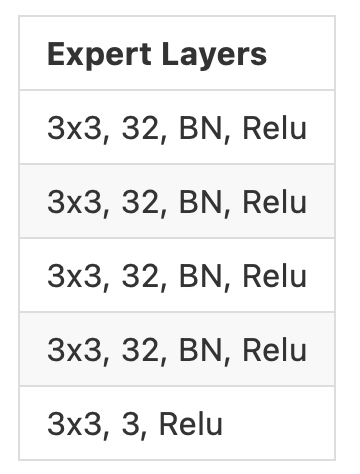 Expert Layers
3x3, 32, BN, Relu
3x3, 32, BN, Relu
3x3, 32, BN, Relu
3x3, 32, BN, Relu
3x3, 3, Relu